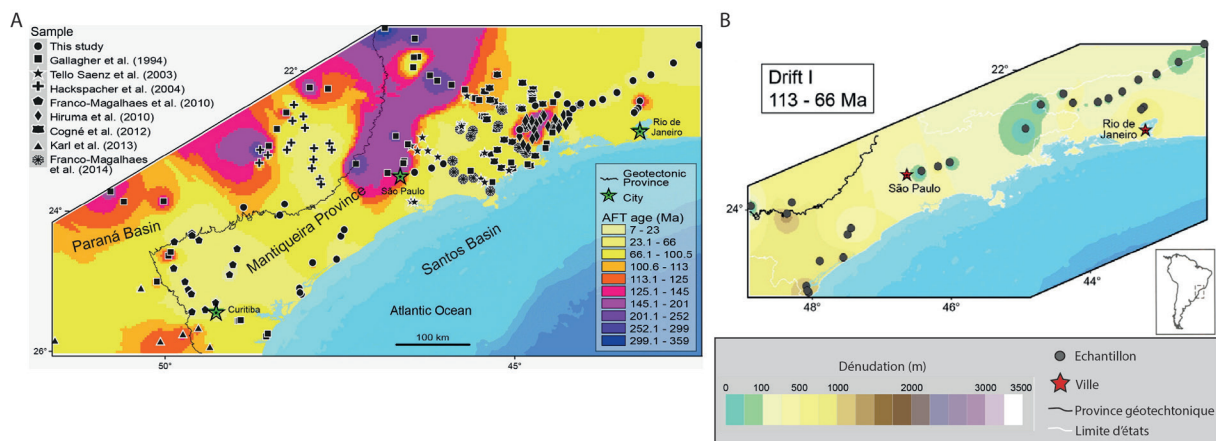 A
Sample
This study
Gallagher et al. (1994)
Tello Saenz et al. (2003)
Hackspacher et al. (2004)
Franco-Magalhaes et al. (2010)
Hiruma et al. (2010)
Cogné et al. (2012)
Karl et al. (2013)
Franco-Magalhaes
et al. (2014)
22°
24°
26°
50°
45°
Paraná Basin
Mantiqueira Province
Santos Basin
Atlantic Ocean
São Paulo
Curitiba
Rio de
Janeiro
100 km
Geotectonic
Province
City
AFT age (Ma)
7 - 23
23.1 - 66
66.1 - 100.5
100.6 - 113
113.1 - 125
125.1 - 145
145.1 - 201
201.1 - 252
252.1 - 299
299.1 - 359
B
Drift I
113 - 66 Ma
22°
24°
48°
46°
44°
São Paulo
Rio de
Janeiro
Dénudation (m)
0 100 500 1000 2000 3000 3500
Echantillon
Ville
Province géotechtonique
Limite d'états